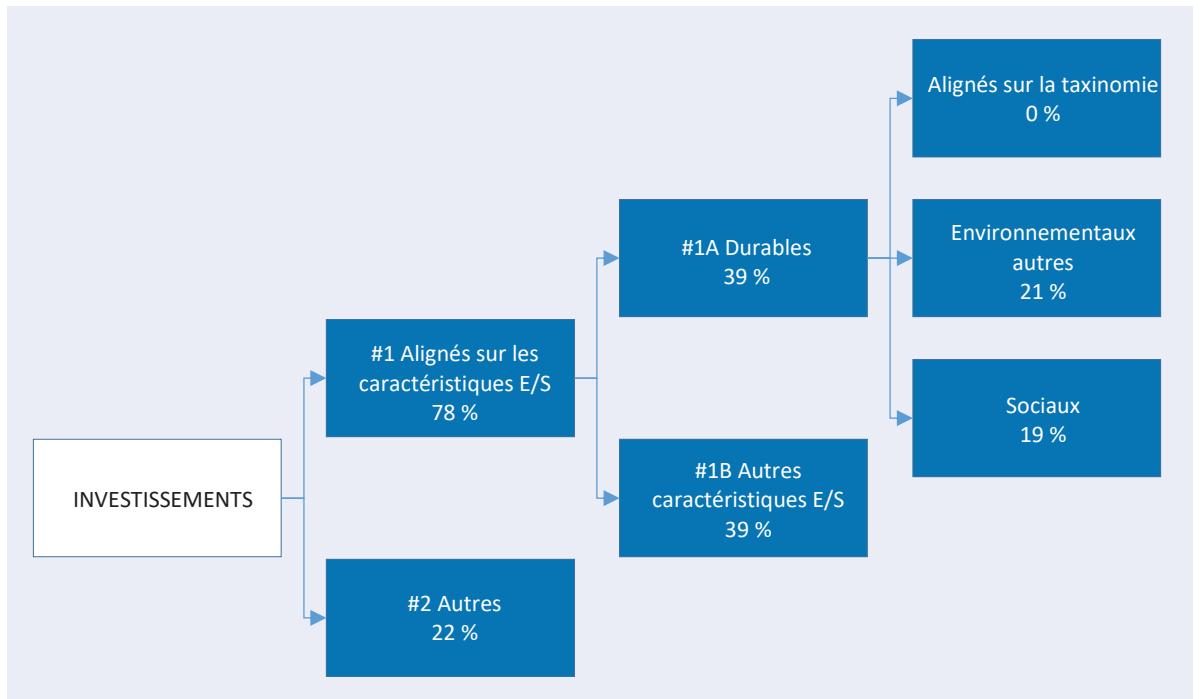 INVESTISSEMENTS
#1 Alignés sur les
caractéristiques E/S
78 %
#2 Autres
22 %
#1A Durables
39 %
#1B Autres
caractéristiques E/S
39 %
Alignés sur la taxinomie
0 %
Environnementaux
autres
21 %
Sociaux
19 %